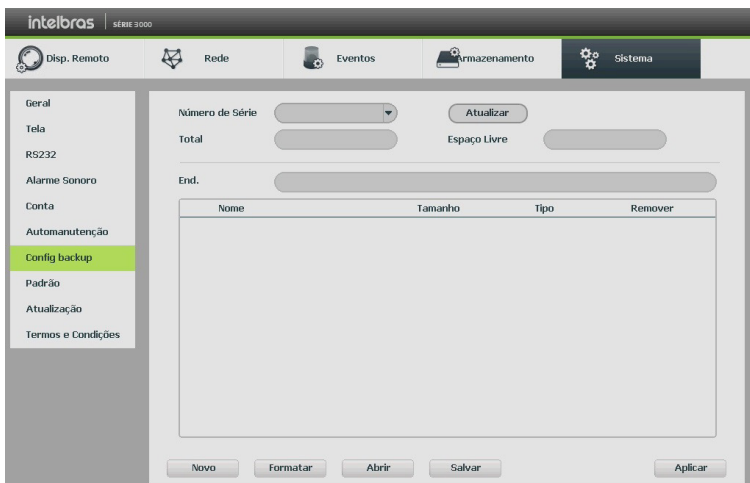 intelbras SÉRIE 3000
Disp. Remoto Rede Eventos Armazenamento Sistema
Geral
Tela
RS232
Alarme Sonoro
Conta
Automanutenção
Config backup
Padrão
Atualização
Termos e Condições
Número de Série Atualizar
Total Espaço Livre
End.
Nome Tamanho Tipo Remover
Novo Formatar Abrir Salvar Aplicar